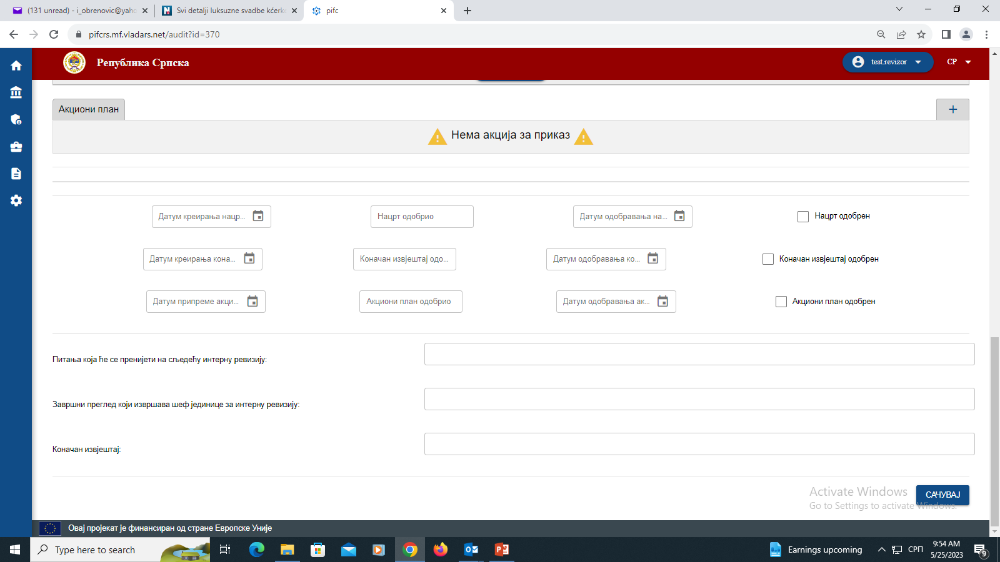 (131 unread) - i_obrenovic@yaho
Svi detalji luksuzne svadbe kćerke
pifc
pifcrs.mf.vladars.net/audit?id=370
Република Српска
test.revizor
СР
Акциони план
Нема акција за приказ
Датум креирања нацр...
Нацрт одобрио
Датум одобравања на...
Нацрт одобрен
Датум креирања кона...
Коначан извјештај одо...
Датум одобравања ко...
Коначан извјештај одобрен
Датум припреме акци...
Акциони план одобрио
Датум одобравања ак...
Акциони план одобрен
Питања која ће се пренијети на сљедећу интерну ревизију:
Завршни преглед који извршава шеф јединице за интерну ревизију:
Коначан извјештај:
Activate Windows
Go to Settings to activate Windows.
САЧУВАЈ
Овај пројекат је финансиран од стране Европске Уније
Type here to search
Earnings upcoming
СРП
9:54 AM
5/25/2023
9